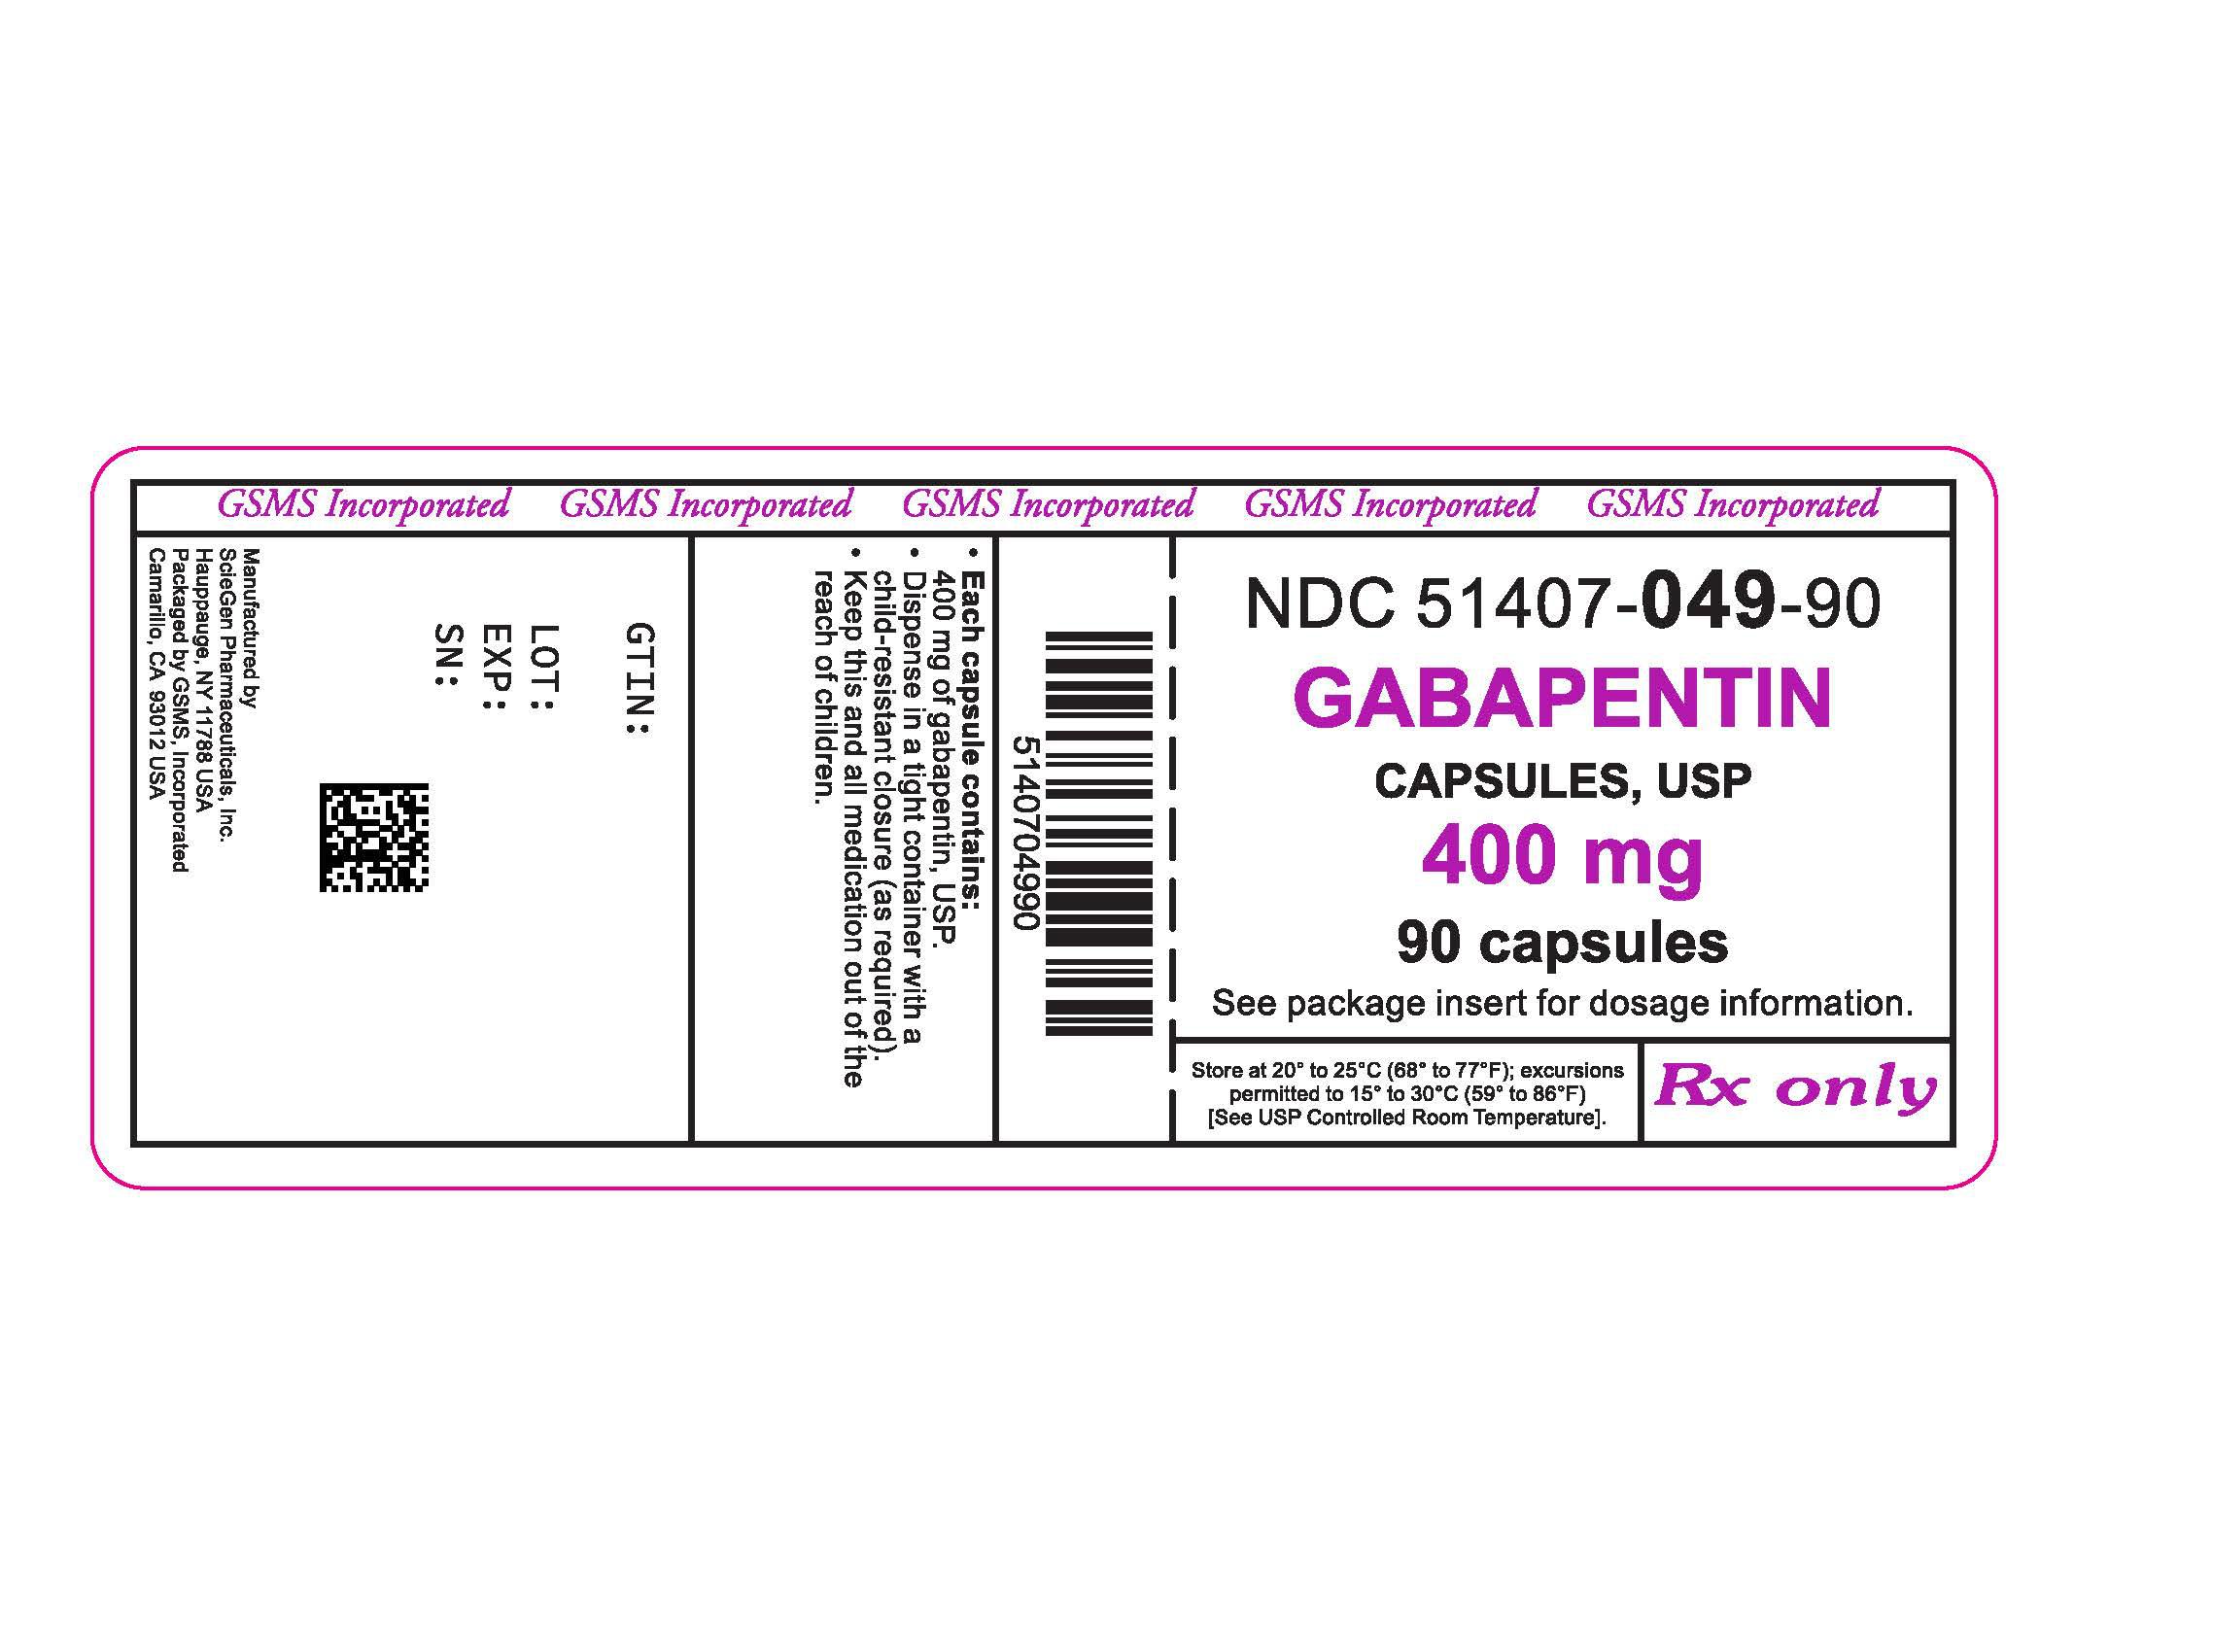 GSMS Incorporated GSMS Incorporated GSMS Incorporated GSMS Incorporated GSMS Incorporated
Manufactured by
ScieGen Pharmaceuticals, Inc.
Hauppauge, NY 11788 USA
Packaged by GSMS, Incorporated
Camarillo, CA 93012 USA
GTIN:
LOT:
EXP:
SN:
• Each capsule contains:
400 mg of gabapentin, USP.
• Dispense in a tight container with a
child-resistant closure (as required).
• Keep this and all medication out of the
reach of children.
5140704990
NDC 51407-049-90
GABAPENTIN
CAPSULES, USP
400 mg
90 capsules
See package insert for dosage information.
Store at 20° to 25°C (68° to 77°F); excursions
permitted to 15° to 30°C (59° to 86°F)
[See USP Controlled Room Temperature].
Rx only